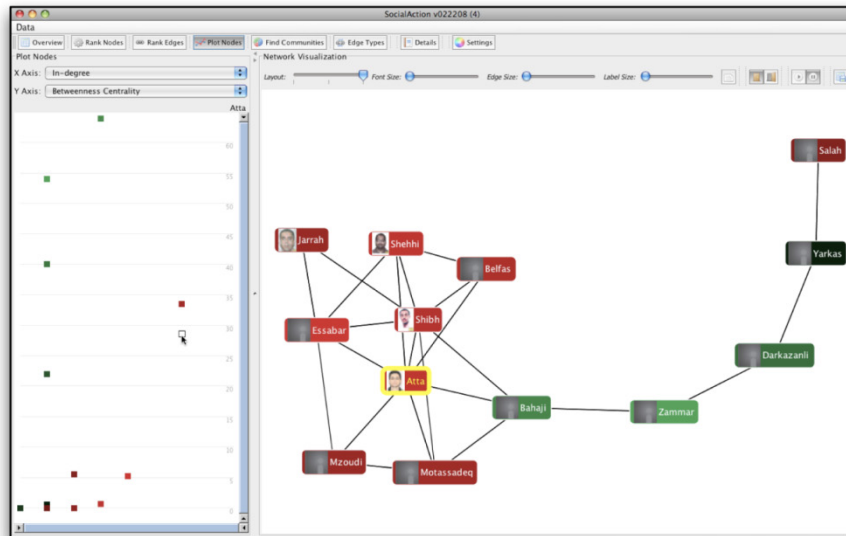 SocialAction v022208 (4)
Data
Overview Rank Nodes Rank Edges Plot Nodes Find Communities Edge Types Details Settings
Plot Nodes
X Axis: In-degree
Y Axis: Betweenness Centrality
Atta
60
55
50
45
40
35
30
25
20
15
10
5
0
Network Visualization
Layout: Font Size: Edge Size: Label Size:
Salah
Jarrah
Shehhi
Yarkas
Belfas
Shibh
Essabar
Darkazanli
Atta
Bahaji
Zammar
Mzoudi
Motassadeq